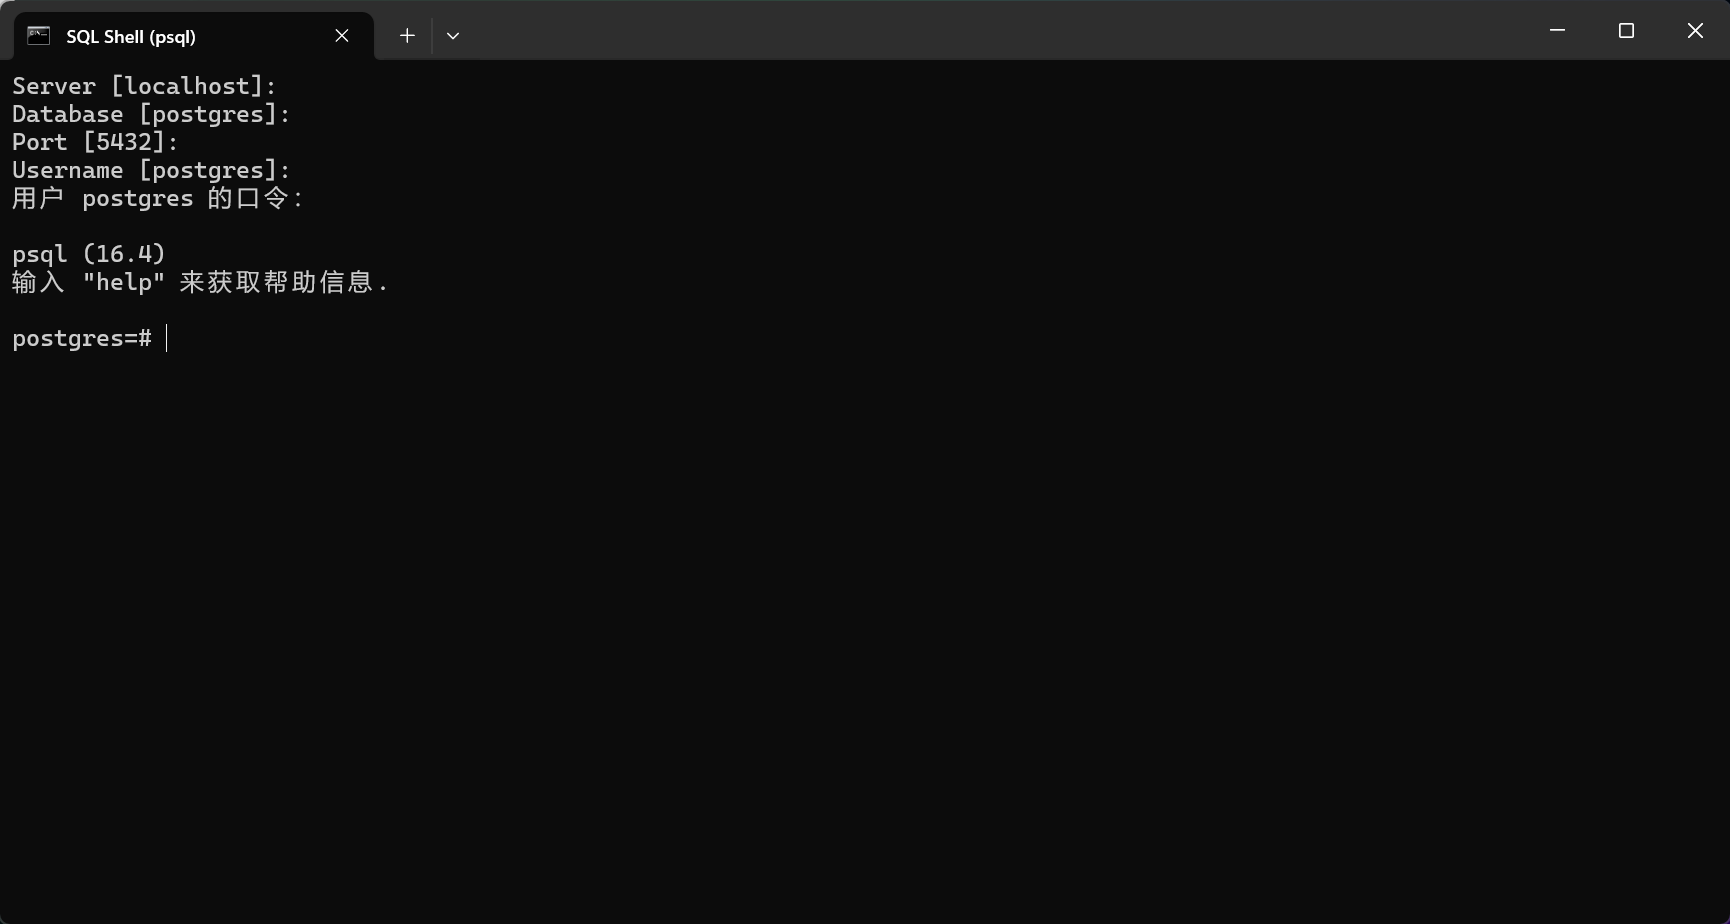 SQL Shell (psql)
Server [localhost]:
Database [postgres]:
Port [5432]:
Username [postgres]:
用户 postgres 的口令:
psql (16.4)
输入 "help" 来获取帮助信息.
postgres=#